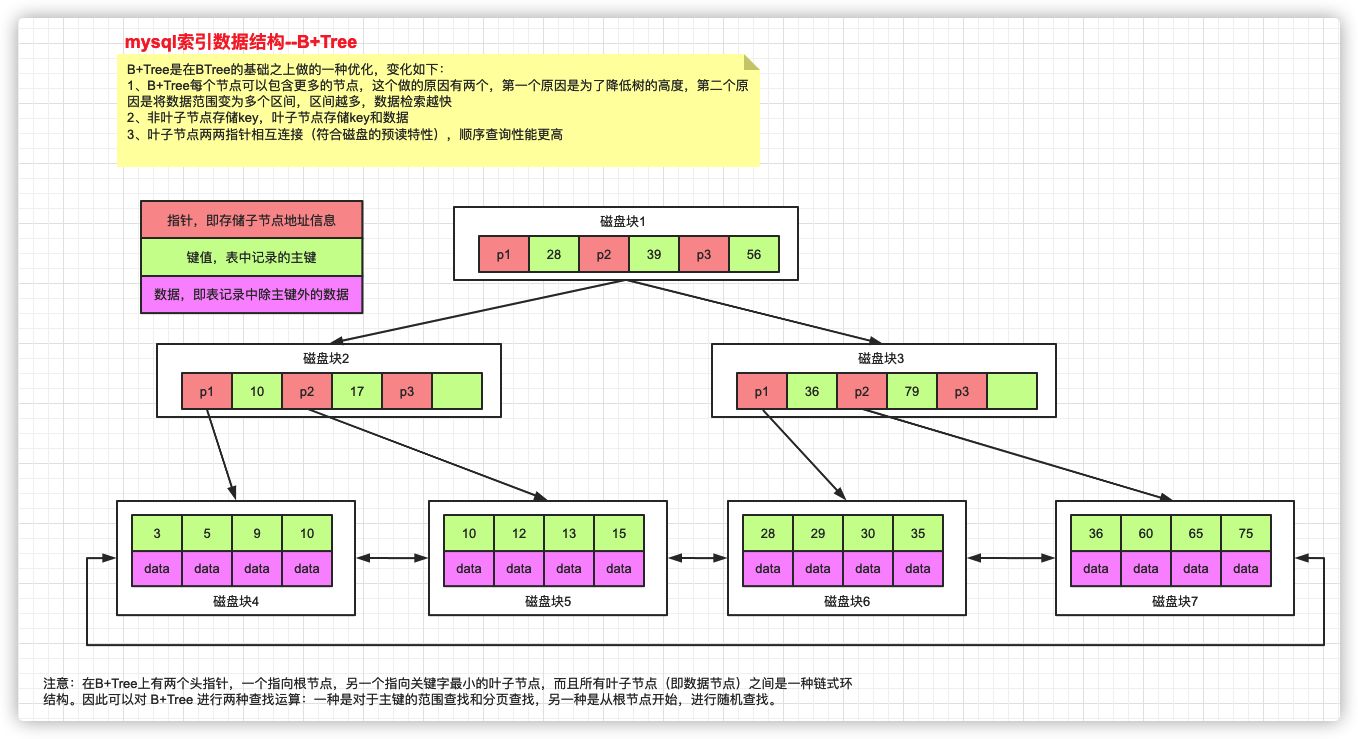 mysql索引数据结构--B+Tree
B+Tree是在BTree的基础之上做的一种优化，变化如下：
1、B+Tree每个节点可以包含更多的节点，这个做的原因有两个，第一个原因是为了降低树的高度，第二个原
因是将数据范围变为多个区间，区间越多，数据检索越快
2、非叶子节点存储key，叶子节点存储key和数据
3、叶子节点两两指针相互连接（符合磁盘的预读特性），顺序查询性能更高
指针，即存储子节点地址信息
键值，表中记录的主键
数据，即表记录中除主键外的数据
磁盘块1
p1 28 p2 39 p3 56
磁盘块2
p1 10 p2 17 p3
磁盘块3
p1 36 p2 79 p3
3 5 9 10
data data data data
磁盘块4
10 12 13 15
data data data data
磁盘块5
28 29 30 35
data data data data
磁盘块6
36 60 65 75
data data data data
磁盘块7
注意：在B+Tree上有两个头指针，一个指向根节点，另一个指向关键字最小的叶子节点，而且所有叶子节点（即数据节点）之间是一种链式环
结构。因此可以对 B+Tree 进行两种查找运算：一种是对于主键的范围查找和分页查找，另一种是从根节点开始，进行随机查找。